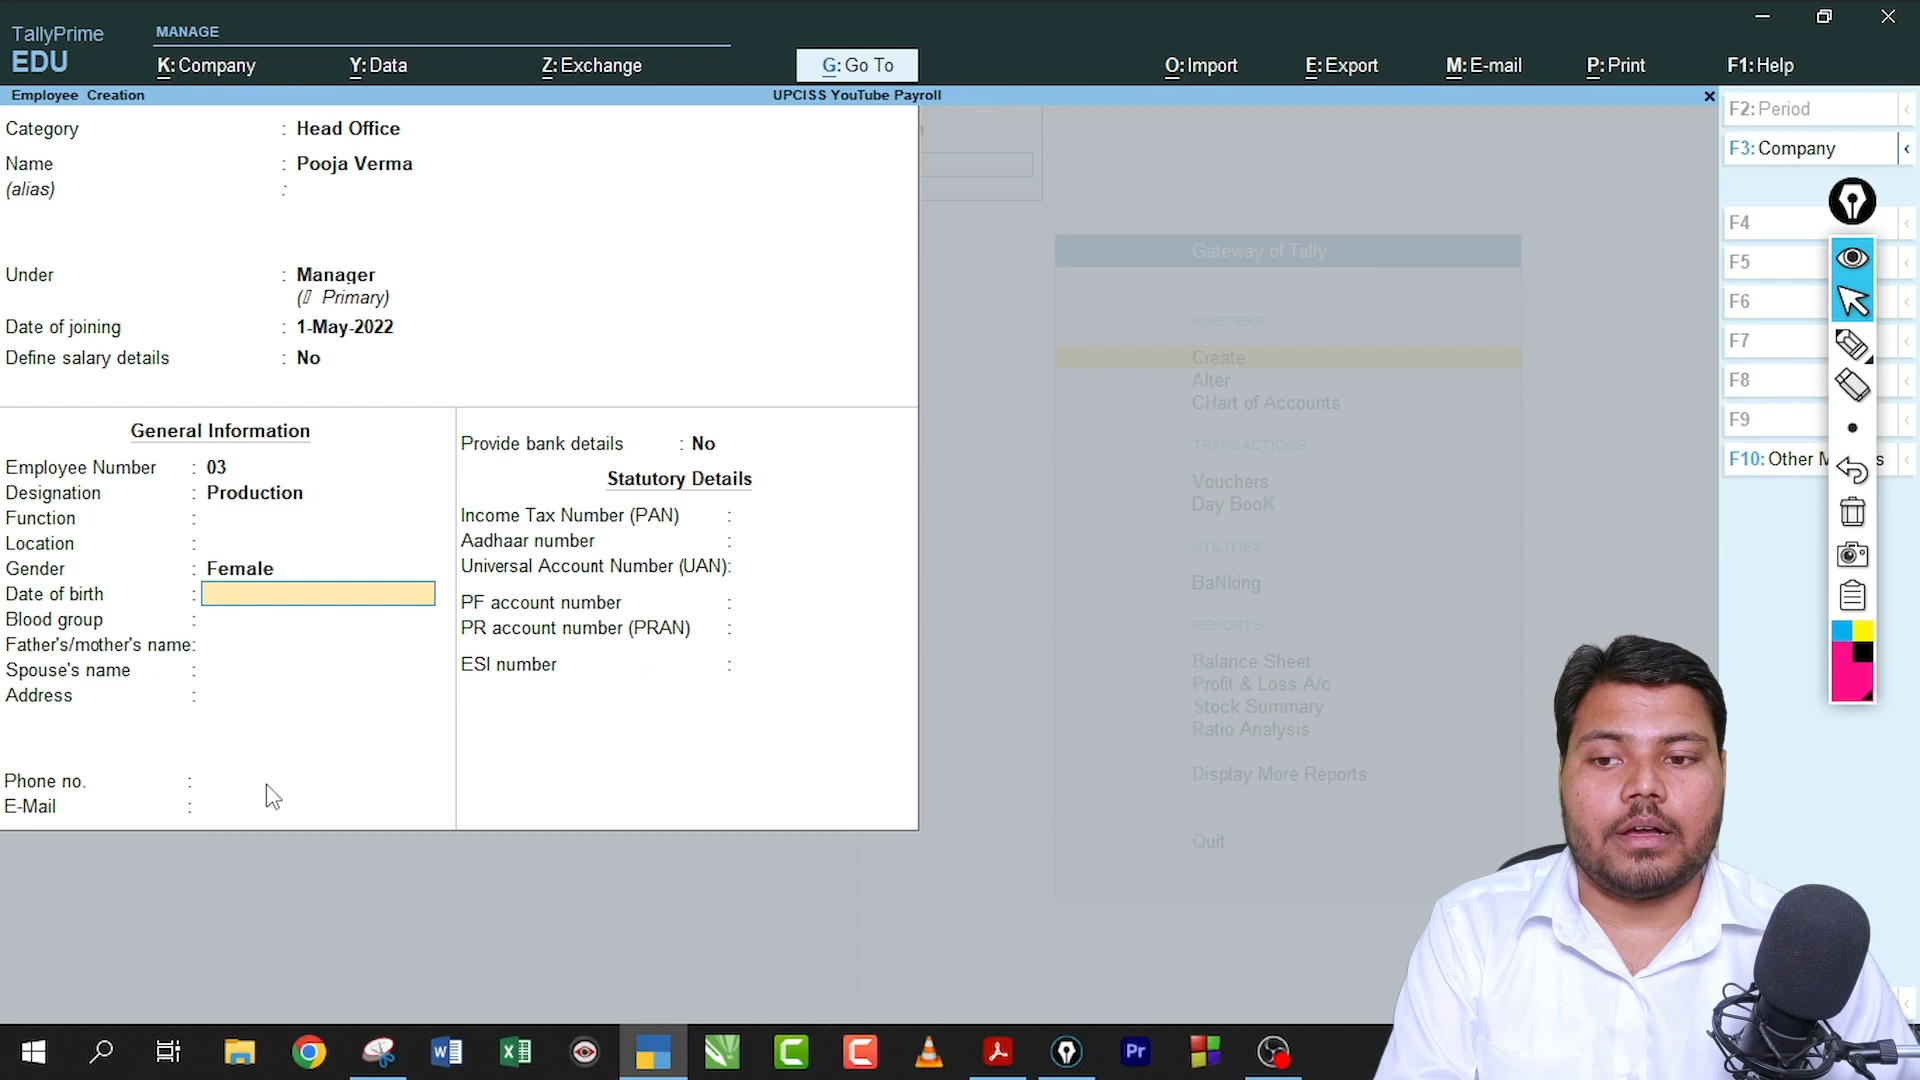 TallyPrime
EDU
MANAGE
K: Company
Y: Data
Z: Exchange
G: Go To
O: Import
E: Export
M: E-mail
P: Print
F1: Help
Employee Creation
UPCISS YouTube Payroll
Category : Head Office
Name : Pooja Verma
(alias) :
Under : Manager
Primary)
Date of joining : 1-May-2022
Define salary details : No
General Information
Employee Number : 03
Designation : Production
Function :
Location :
Gender : Female
Date of birth :
Blood group :
Father's/mother's name:
Spouse's name :
Address :
Phone no. :
E-Mail :
Provide bank details : No
Statutory Details
Income Tax Number (PAN) :
Aadhaar number :
Universal Account Number (UAN):
PF account number :
PR account number (PRAN) :
ESI number :
Gateway of Tally
MASTERS
Create
Alter
CHart of Accounts
TRANSACTIONS
Vouchers
Day BooK
UTILITIES
BaNking
REPORTS
Balance Sheet
Profit & Loss A/c
Stock Summary
Ratio Analysis
Display More Reports
Quit
F2: Period
F3: Company
F4
F5
F6
F7
F8
F9
F10: Other
Pr